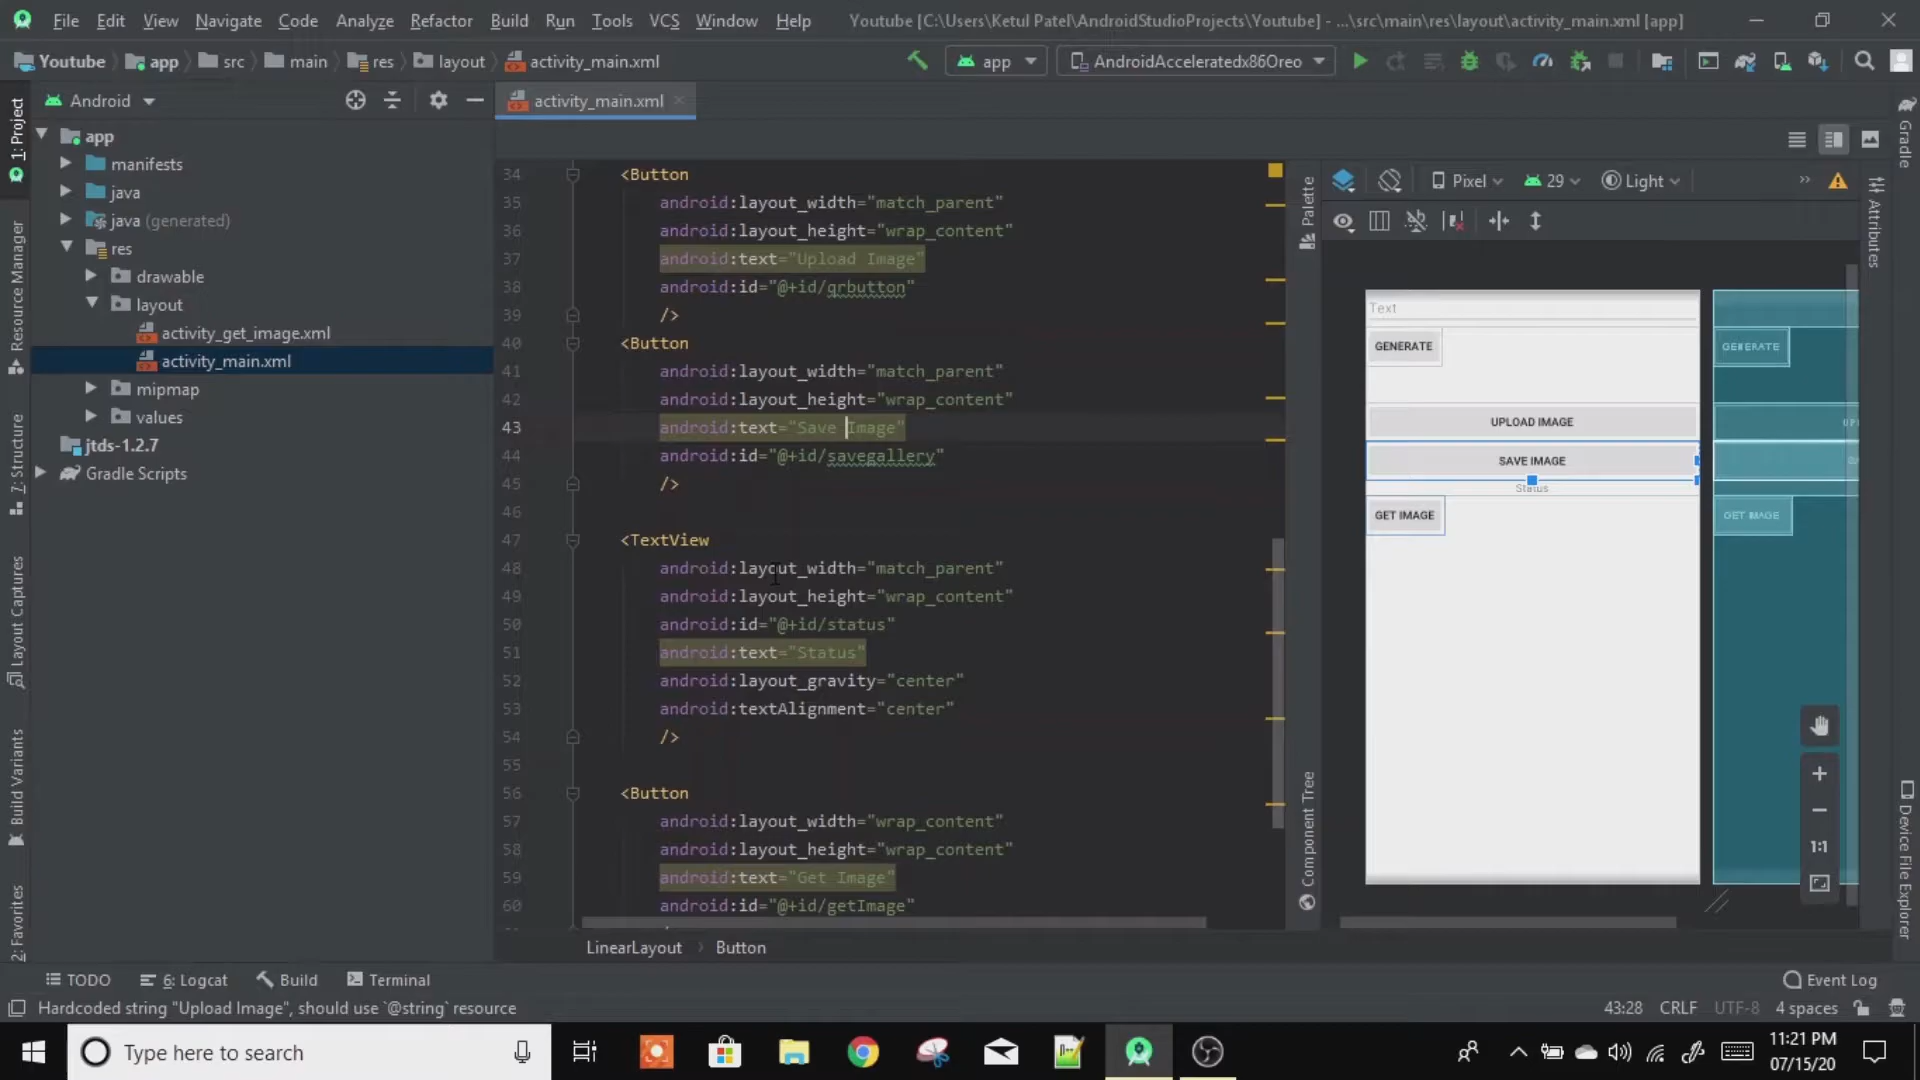 File Edit View Navigate Code Analyze Refactor Build Run Tools VCS Window Help Youtube [C:\Users\Ketul Patel\AndroidStudioProjects\Youtube] - ...\src\main\res\layout\activity_main.xml [app]
Youtube app src main res layout activity_main.xml app AndroidAcceleratedx86Oreo
Android
activity_main.xml
app
manifests
java
java (generated)
res
drawable
layout
activity_get_image.xml
activity_main.xml
mipmap
values
jtds-1.2.7
Gradle Scripts
1: Project
Resource Manager
7: Structure
Layout Captures
Build Variants
2: Favorites
34 <Button
35 android:layout_width="match_parent"
36 android:layout_height="wrap_content"
37 android:text="Upload Image"
38 android:id="@+id/qrbutton"
39 />
40 <Button
41 android:layout_width="match_parent"
42 android:layout_height="wrap_content"
43 android:text="Save Image"
44 android:id="@+id/savegallery"
45 />
46
47 <TextView
48 android:layout_width="match_parent"
49 android:layout_height="wrap_content"
50 android:id="@+id/status"
51 android:text="Status"
52 android:layout_gravity="center"
53 android:textAlignment="center"
54 />
55
56 <Button
57 android:layout_width="wrap_content"
58 android:layout_height="wrap_content"
59 android:text="Get Image"
60 android:id="@+id/getImage"
LinearLayout › Button
Palette
Component Tree
Pixel 29 Light
Text
GENERATE
UPLOAD IMAGE
SAVE IMAGE
Status
GET IMAGE
GENERATE
GET IMAGE
1:1
Gradle
Attributes
Device File Explorer
TODO 6: Logcat Build Terminal Event Log
Hardcoded string "Upload Image", should use `@string` resource 43:28 CRLF UTF-8 4 spaces
Type here to search
11:21 PM
07/15/20